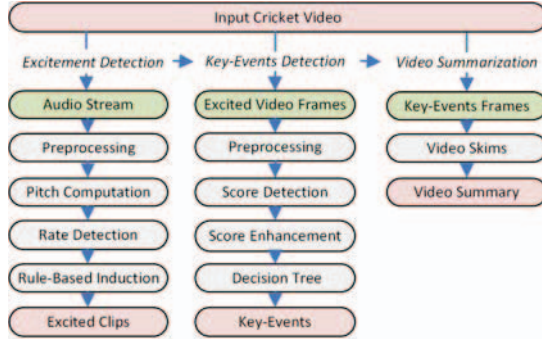 Input Cricket Video
Excitement Detection
Key-Events Detection
Video Summarization
Audio Stream
Excited Video Frames
Key-Events Frames
Preprocessing
Preprocessing
Video Skims
Pitch Computation
Score Detection
Video Summary
Rate Detection
Score Enhancement
Rule-Based Induction
Decision Tree
Excited Clips
Key-Events